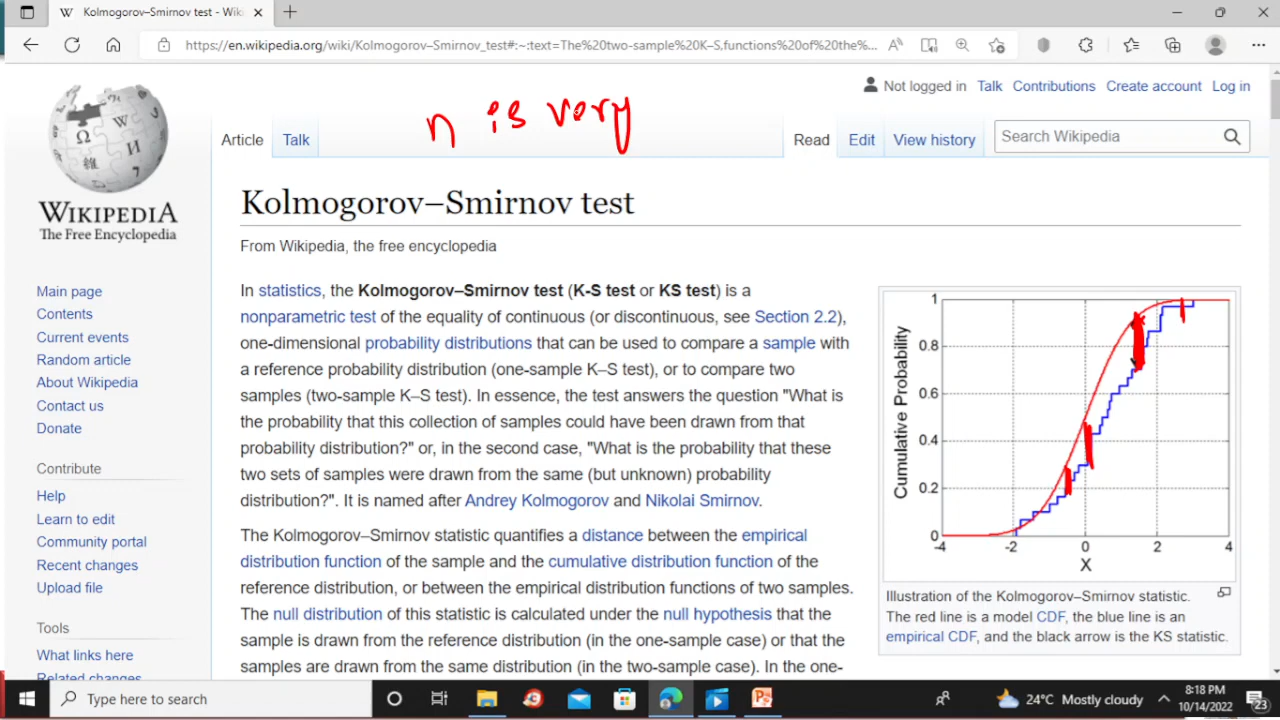 Kolmogorov–Smirnov test - Wiki
https://en.wikipedia.org/wiki/Kolmogorov–Smirnov_test#:~:text=The%20two-sample%20K–S,functions%20of%20the%...
Not logged in Talk Contributions Create account Log in
n is very
Article Talk Read Edit View history Search Wikipedia
WIKIPEDIA
The Free Encyclopedia
Main page
Contents
Current events
Random article
About Wikipedia
Contact us
Donate
Contribute
Help
Learn to edit
Community portal
Recent changes
Upload file
Tools
What links here
Related changes
Kolmogorov–Smirnov test
From Wikipedia, the free encyclopedia
In statistics, the Kolmogorov–Smirnov test (K-S test or KS test) is a
nonparametric test of the equality of continuous (or discontinuous, see Section 2.2),
one-dimensional probability distributions that can be used to compare a sample with
a reference probability distribution (one-sample K–S test), or to compare two
samples (two-sample K–S test). In essence, the test answers the question "What is
the probability that this collection of samples could have been drawn from that
probability distribution?" or, in the second case, "What is the probability that these
two sets of samples were drawn from the same (but unknown) probability
distribution?". It is named after Andrey Kolmogorov and Nikolai Smirnov.
The Kolmogorov–Smirnov statistic quantifies a distance between the empirical
distribution function of the sample and the cumulative distribution function of the
reference distribution, or between the empirical distribution functions of two samples.
The null distribution of this statistic is calculated under the null hypothesis that the
sample is drawn from the reference distribution (in the one-sample case) or that the
samples are drawn from the same distribution (in the two-sample case). In the one-
Cumulative Probability
1
0.8
0.6
0.4
0.2
0
-4 -2 0 2 4
X
Illustration of the Kolmogorov–Smirnov statistic.
The red line is a model CDF, the blue line is an
empirical CDF, and the black arrow is the KS statistic.
Type here to search
24°C Mostly cloudy
8:18 PM
10/14/2022
23